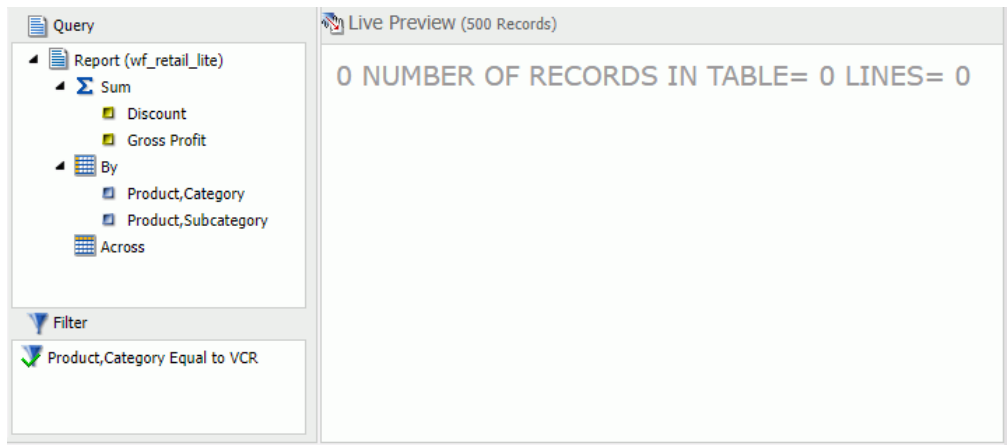 Query
Report (wf_retail_lite)
Sum
Discount
Gross Profit
By
Product,Category
Product,Subcategory
Across
Filter
Product,Category Equal to VCR
Live Preview (500 Records)
0 NUMBER OF RECORDS IN TABLE= 0 LINES= 0